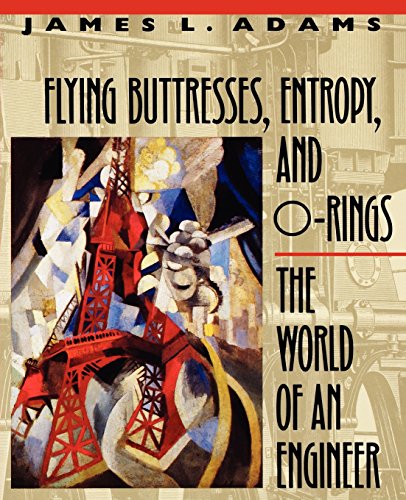 JAMES L. ADAMS
FLYING BUTTRESSES, ENTROPY,
AND
O-RINGS
THE
WORLD
OF AN
ENGINEER